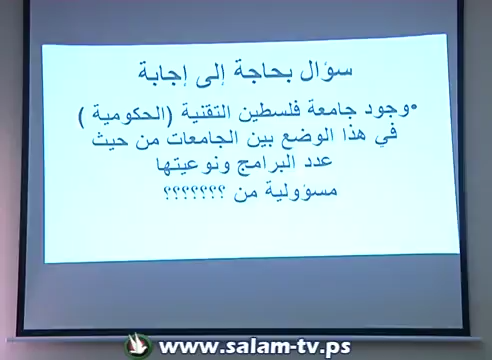 سؤال بحاجة إلى إجابة
•وجود جامعة فلسطين التقنية (الحكومية )
في هذا الوضع بين الجامعات من حيث
عدد البرامج ونوعيتها
مسؤولية من ؟؟؟؟؟؟؟
www.salam-tv.ps